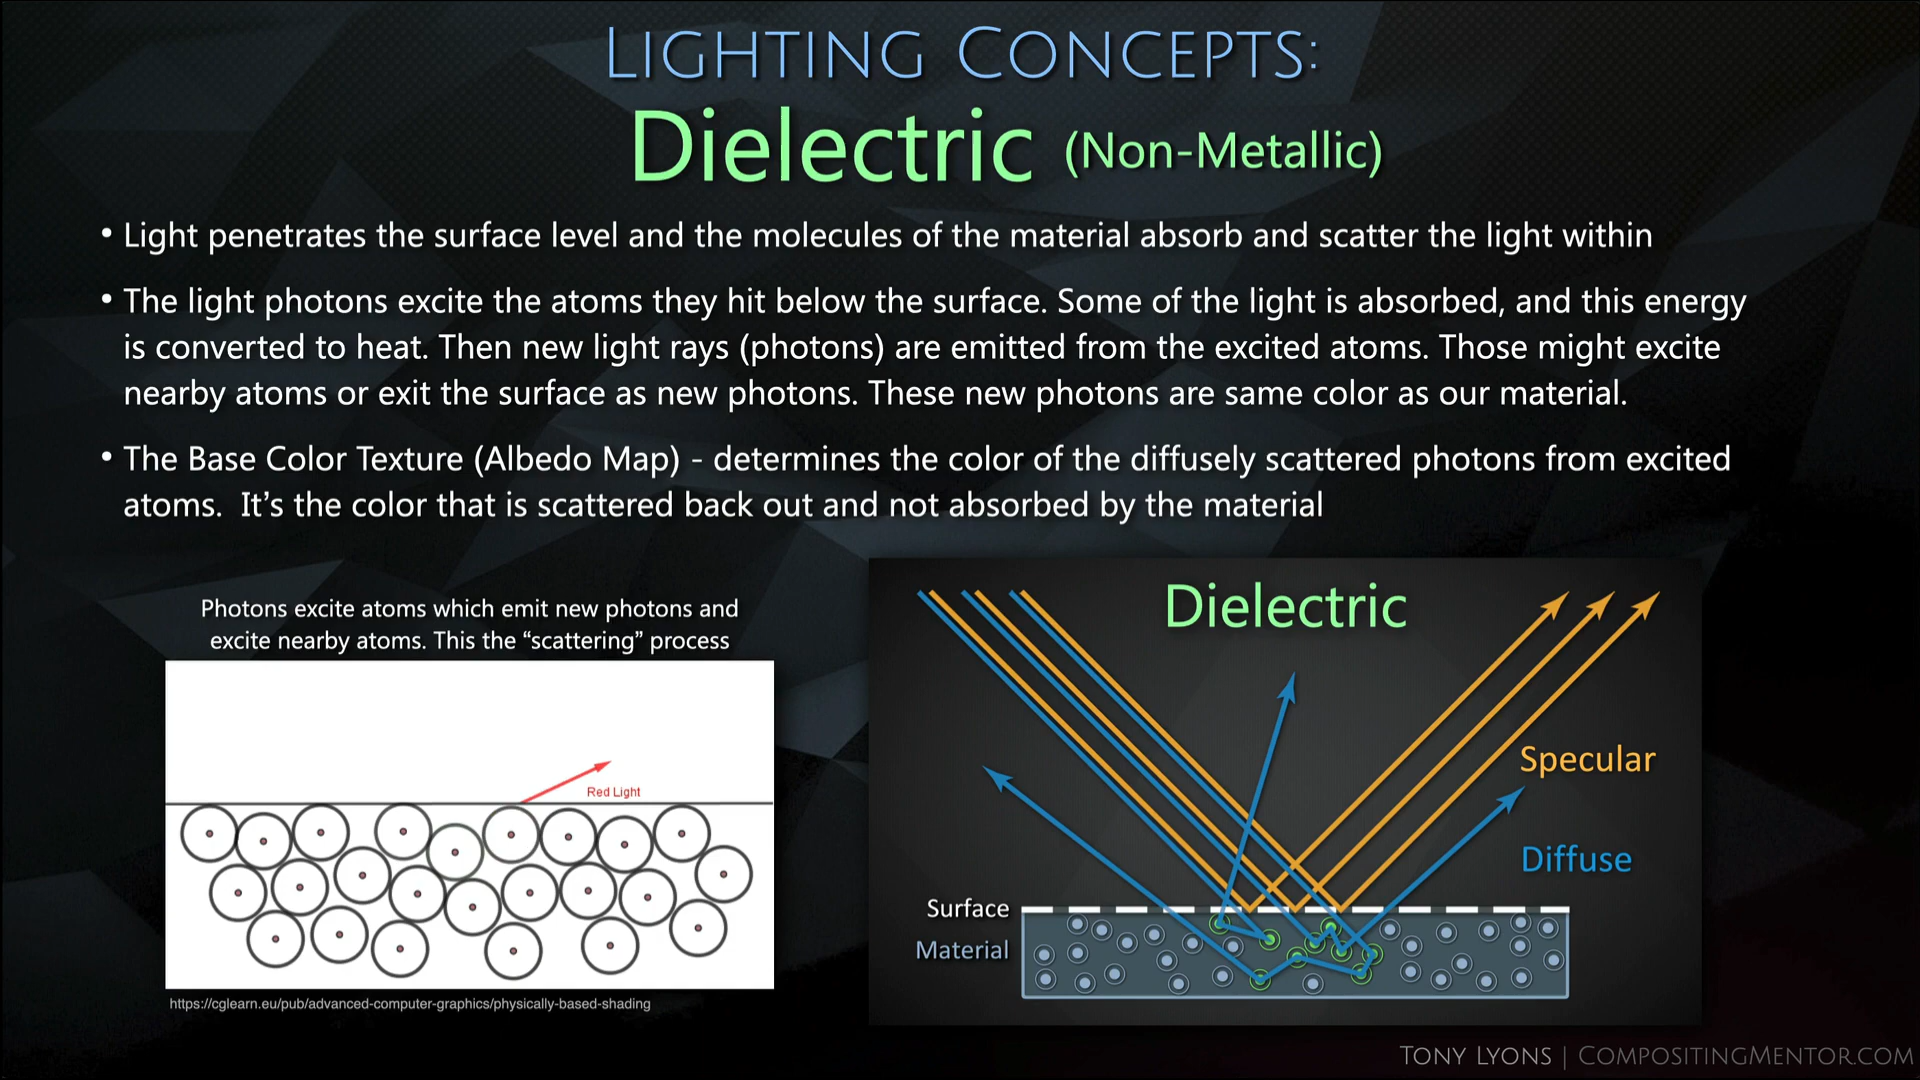 LIGHTING CONCEPTS:
Dielectric (Non-Metallic)
• Light penetrates the surface level and the molecules of the material absorb and scatter the light within
• The light photons excite the atoms they hit below the surface. Some of the light is absorbed, and this energy
is converted to heat. Then new light rays (photons) are emitted from the excited atoms. Those might excite
nearby atoms or exit the surface as new photons. These new photons are same color as our material.
• The Base Color Texture (Albedo Map) - determines the color of the diffusely scattered photons from excited
atoms.  It’s the color that is scattered back out and not absorbed by the material
Photons excite atoms which emit new photons and
excite nearby atoms. This the “scattering” process
Red Light
https://cglearn.eu/pub/advanced-computer-graphics/physically-based-shading
Dielectric
Specular
Diffuse
Surface
Material
TONY LYONS | COMPOSITINGMENTOR.COM